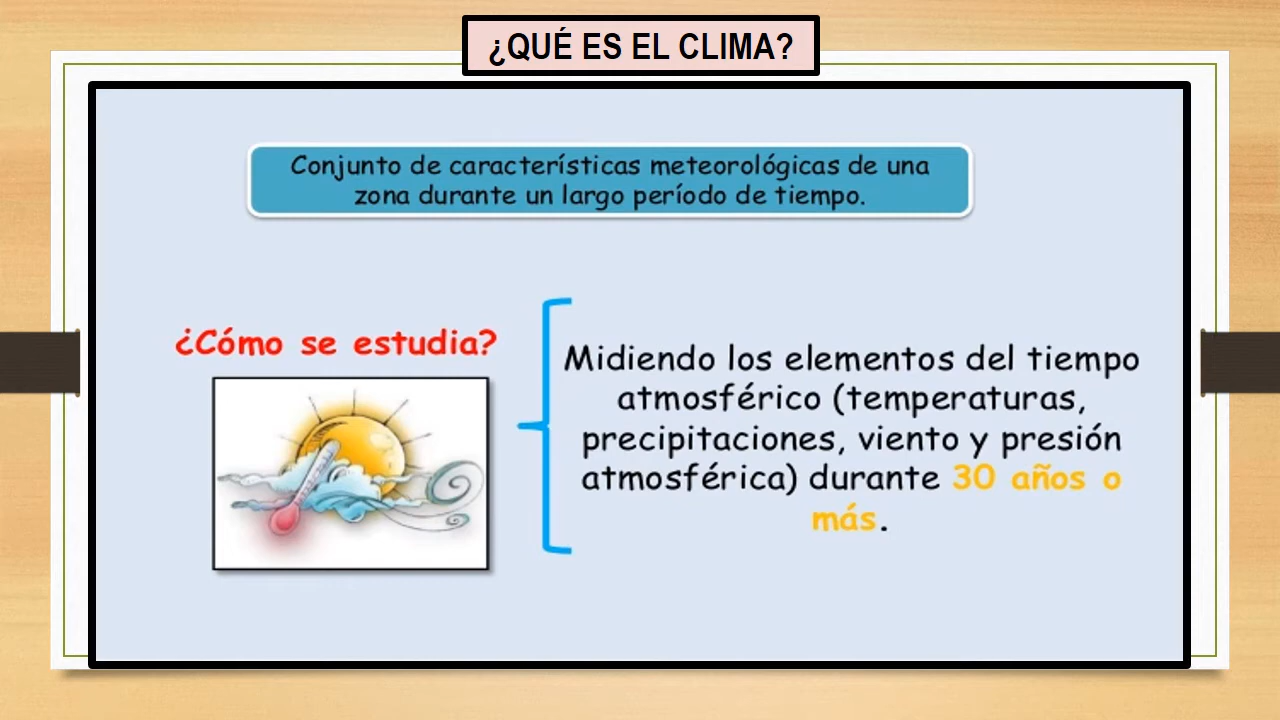 ¿QUÉ ES EL CLIMA?
Conjunto de características meteorológicas de una
zona durante un largo período de tiempo.
¿Cómo se estudia?
Midiendo los elementos del tiempo
atmosférico (temperaturas,
precipitaciones, viento y presión
atmosférica) durante 30 años o
más.